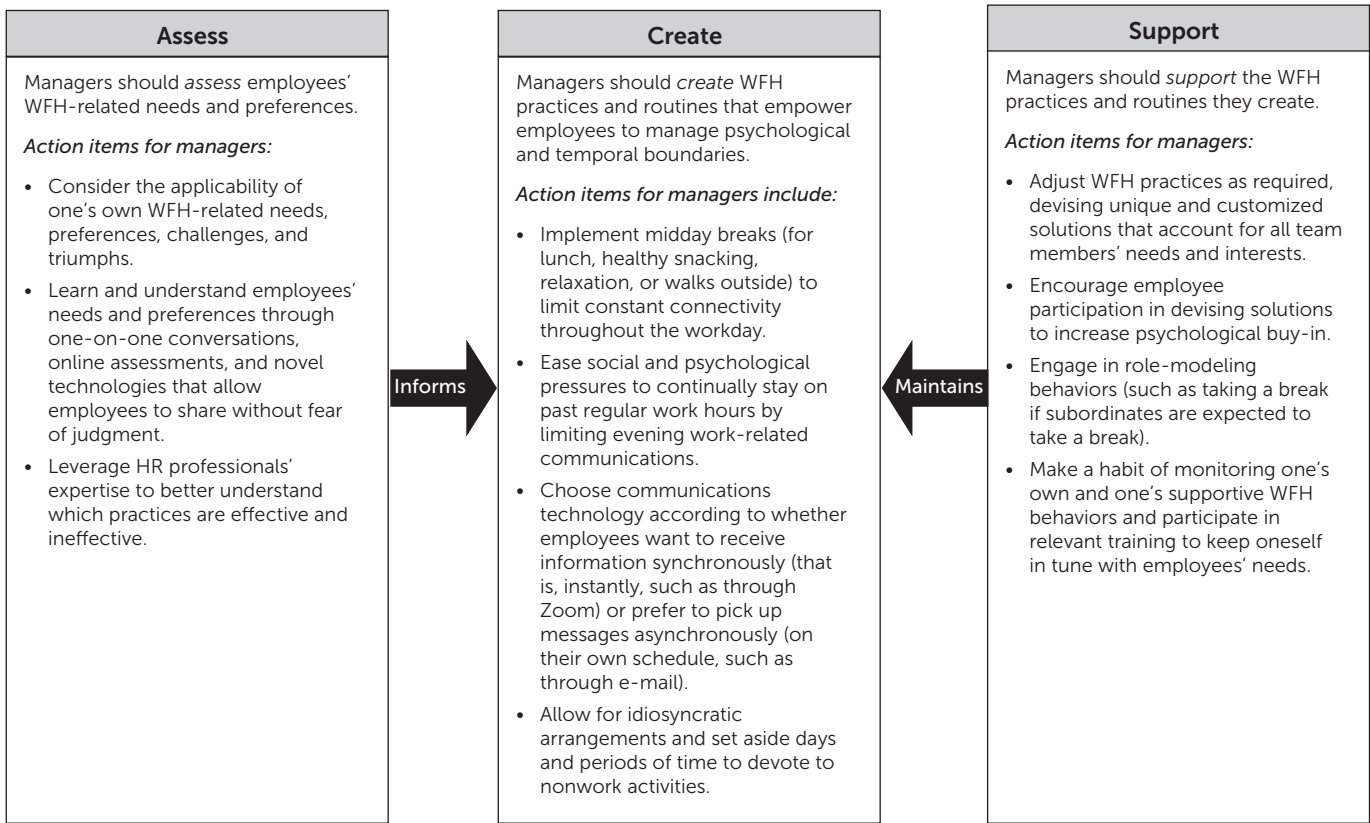 Assess
Managers should assess employees’
WFH-related needs and preferences.
Action items for managers:
• Consider the applicability of
one’s own WFH-related needs,
preferences, challenges, and
triumphs.
• Learn and understand employees’
needs and preferences through
one-on-one conversations,
online assessments, and novel
technologies that allow
employees to share without fear
of judgment.
• Leverage HR professionals’
expertise to better understand
which practices are effective and
ineffective.
Informs
Create
Managers should create WFH
practices and routines that empower
employees to manage psychological
and temporal boundaries.
Action items for managers include:
• Implement midday breaks (for
lunch, healthy snacking,
relaxation, or walks outside) to
limit constant connectivity
throughout the workday.
• Ease social and psychological
pressures to continually stay on
past regular work hours by
limiting evening work-related
communications.
• Choose communications
technology according to whether
employees want to receive
information synchronously (that
is, instantly, such as through
Zoom) or prefer to pick up
messages asynchronously (on
their own schedule, such as
through e-mail).
• Allow for idiosyncratic
arrangements and set aside days
and periods of time to devote to
nonwork activities.
Maintains
Support
Managers should support the WFH
practices and routines they create.
Action items for managers:
• Adjust WFH practices as required,
devising unique and customized
solutions that account for all team
members’ needs and interests.
• Encourage employee
participation in devising solutions
to increase psychological buy-in.
• Engage in role-modeling
behaviors (such as taking a break
if subordinates are expected to
take a break).
• Make a habit of monitoring one’s
own and one’s supportive WFH
behaviors and participate in
relevant training to keep oneself
in tune with employees’ needs.